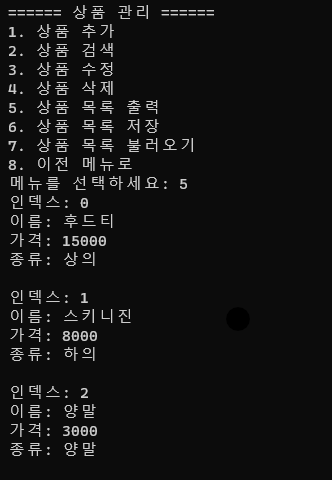 ====== 상품 관리 ======
1. 상품 추가
2. 상품 검색
3. 상품 수정
4. 상품 삭제
5. 상품 목록 출력
6. 상품 목록 저장
7. 상품 목록 불러오기
8. 이전 메뉴로
메뉴를 선택하세요: 5
인덱스: 0
이름: 후드티
가격: 15000
종류: 상의
인덱스: 1
이름: 스키니진
가격: 8000
종류: 하의
인덱스: 2
이름: 양말
가격: 3000
종류: 양말